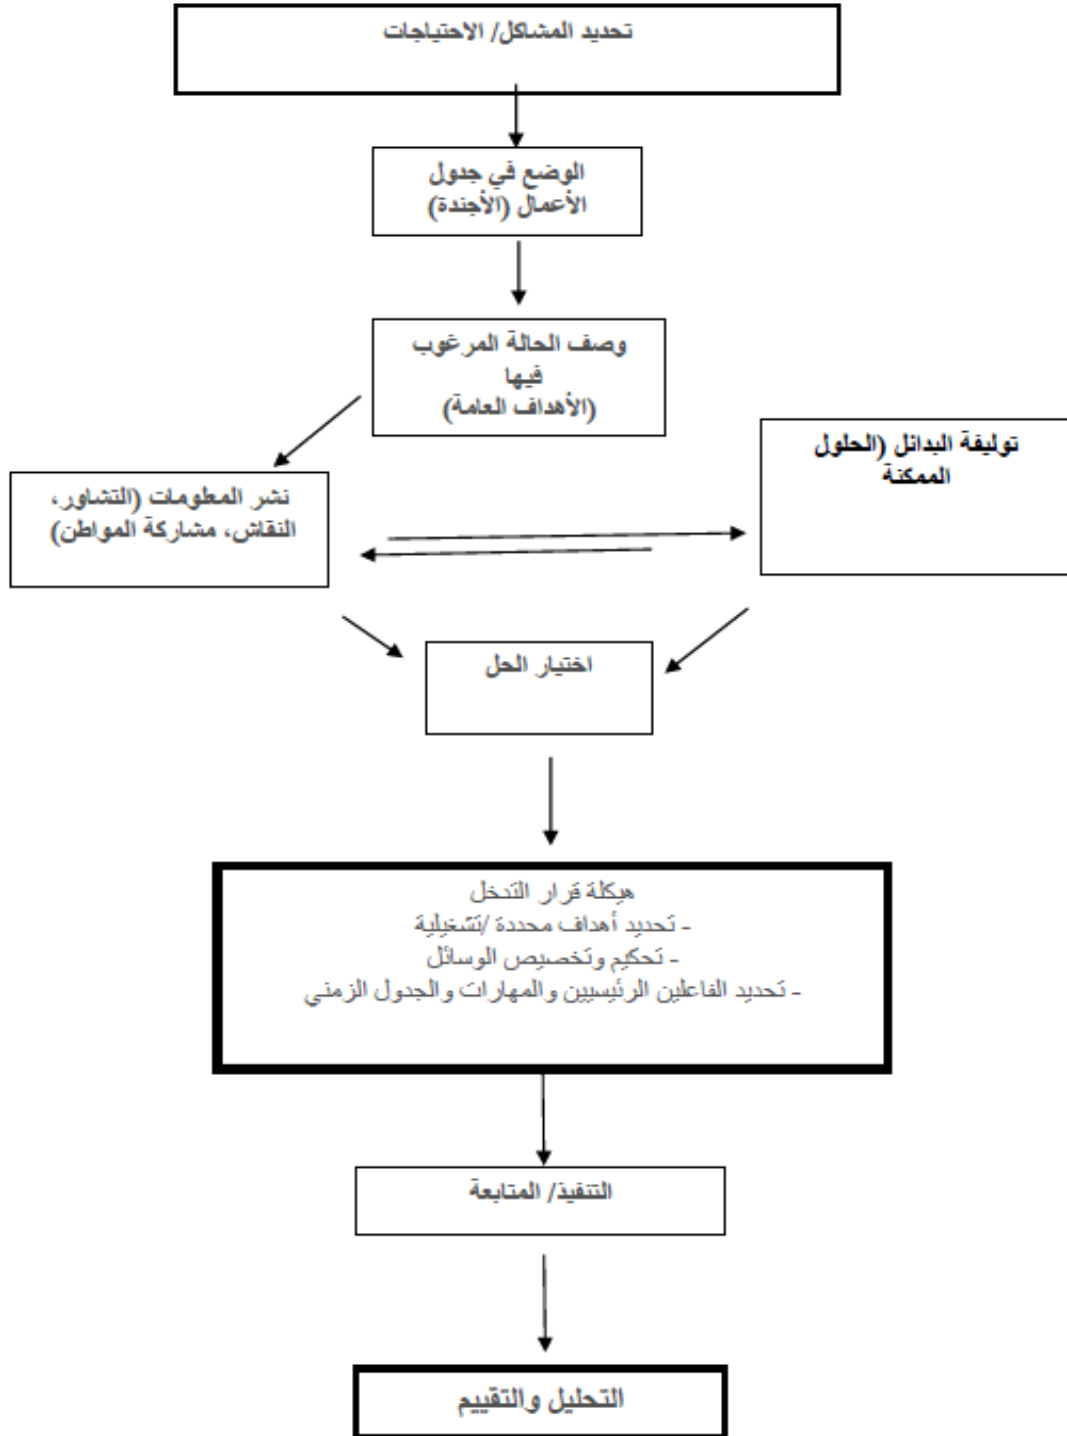 تحديد المشاكل/ الاحتياجات
الوضع في جدول
الأعمال (الأجندة)
وصف الحالة المرغوب
فيها
(الأهداف العامة)
توليفة البدائل (الحلول
الممكنة
نشر المعلومات (التشاور،
النقاش، مشاركة المواطن)
اختيار الحل
هيكلة قرار التدخل
- تحديد أهداف محددة /تشغيلية
- تحكيم وتخصيص الوسائل
- تحديد الفاعلين الرئيسيين والمهارات والجدول الزمني
التنفيذ/ المتابعة
التحليل والتقييم